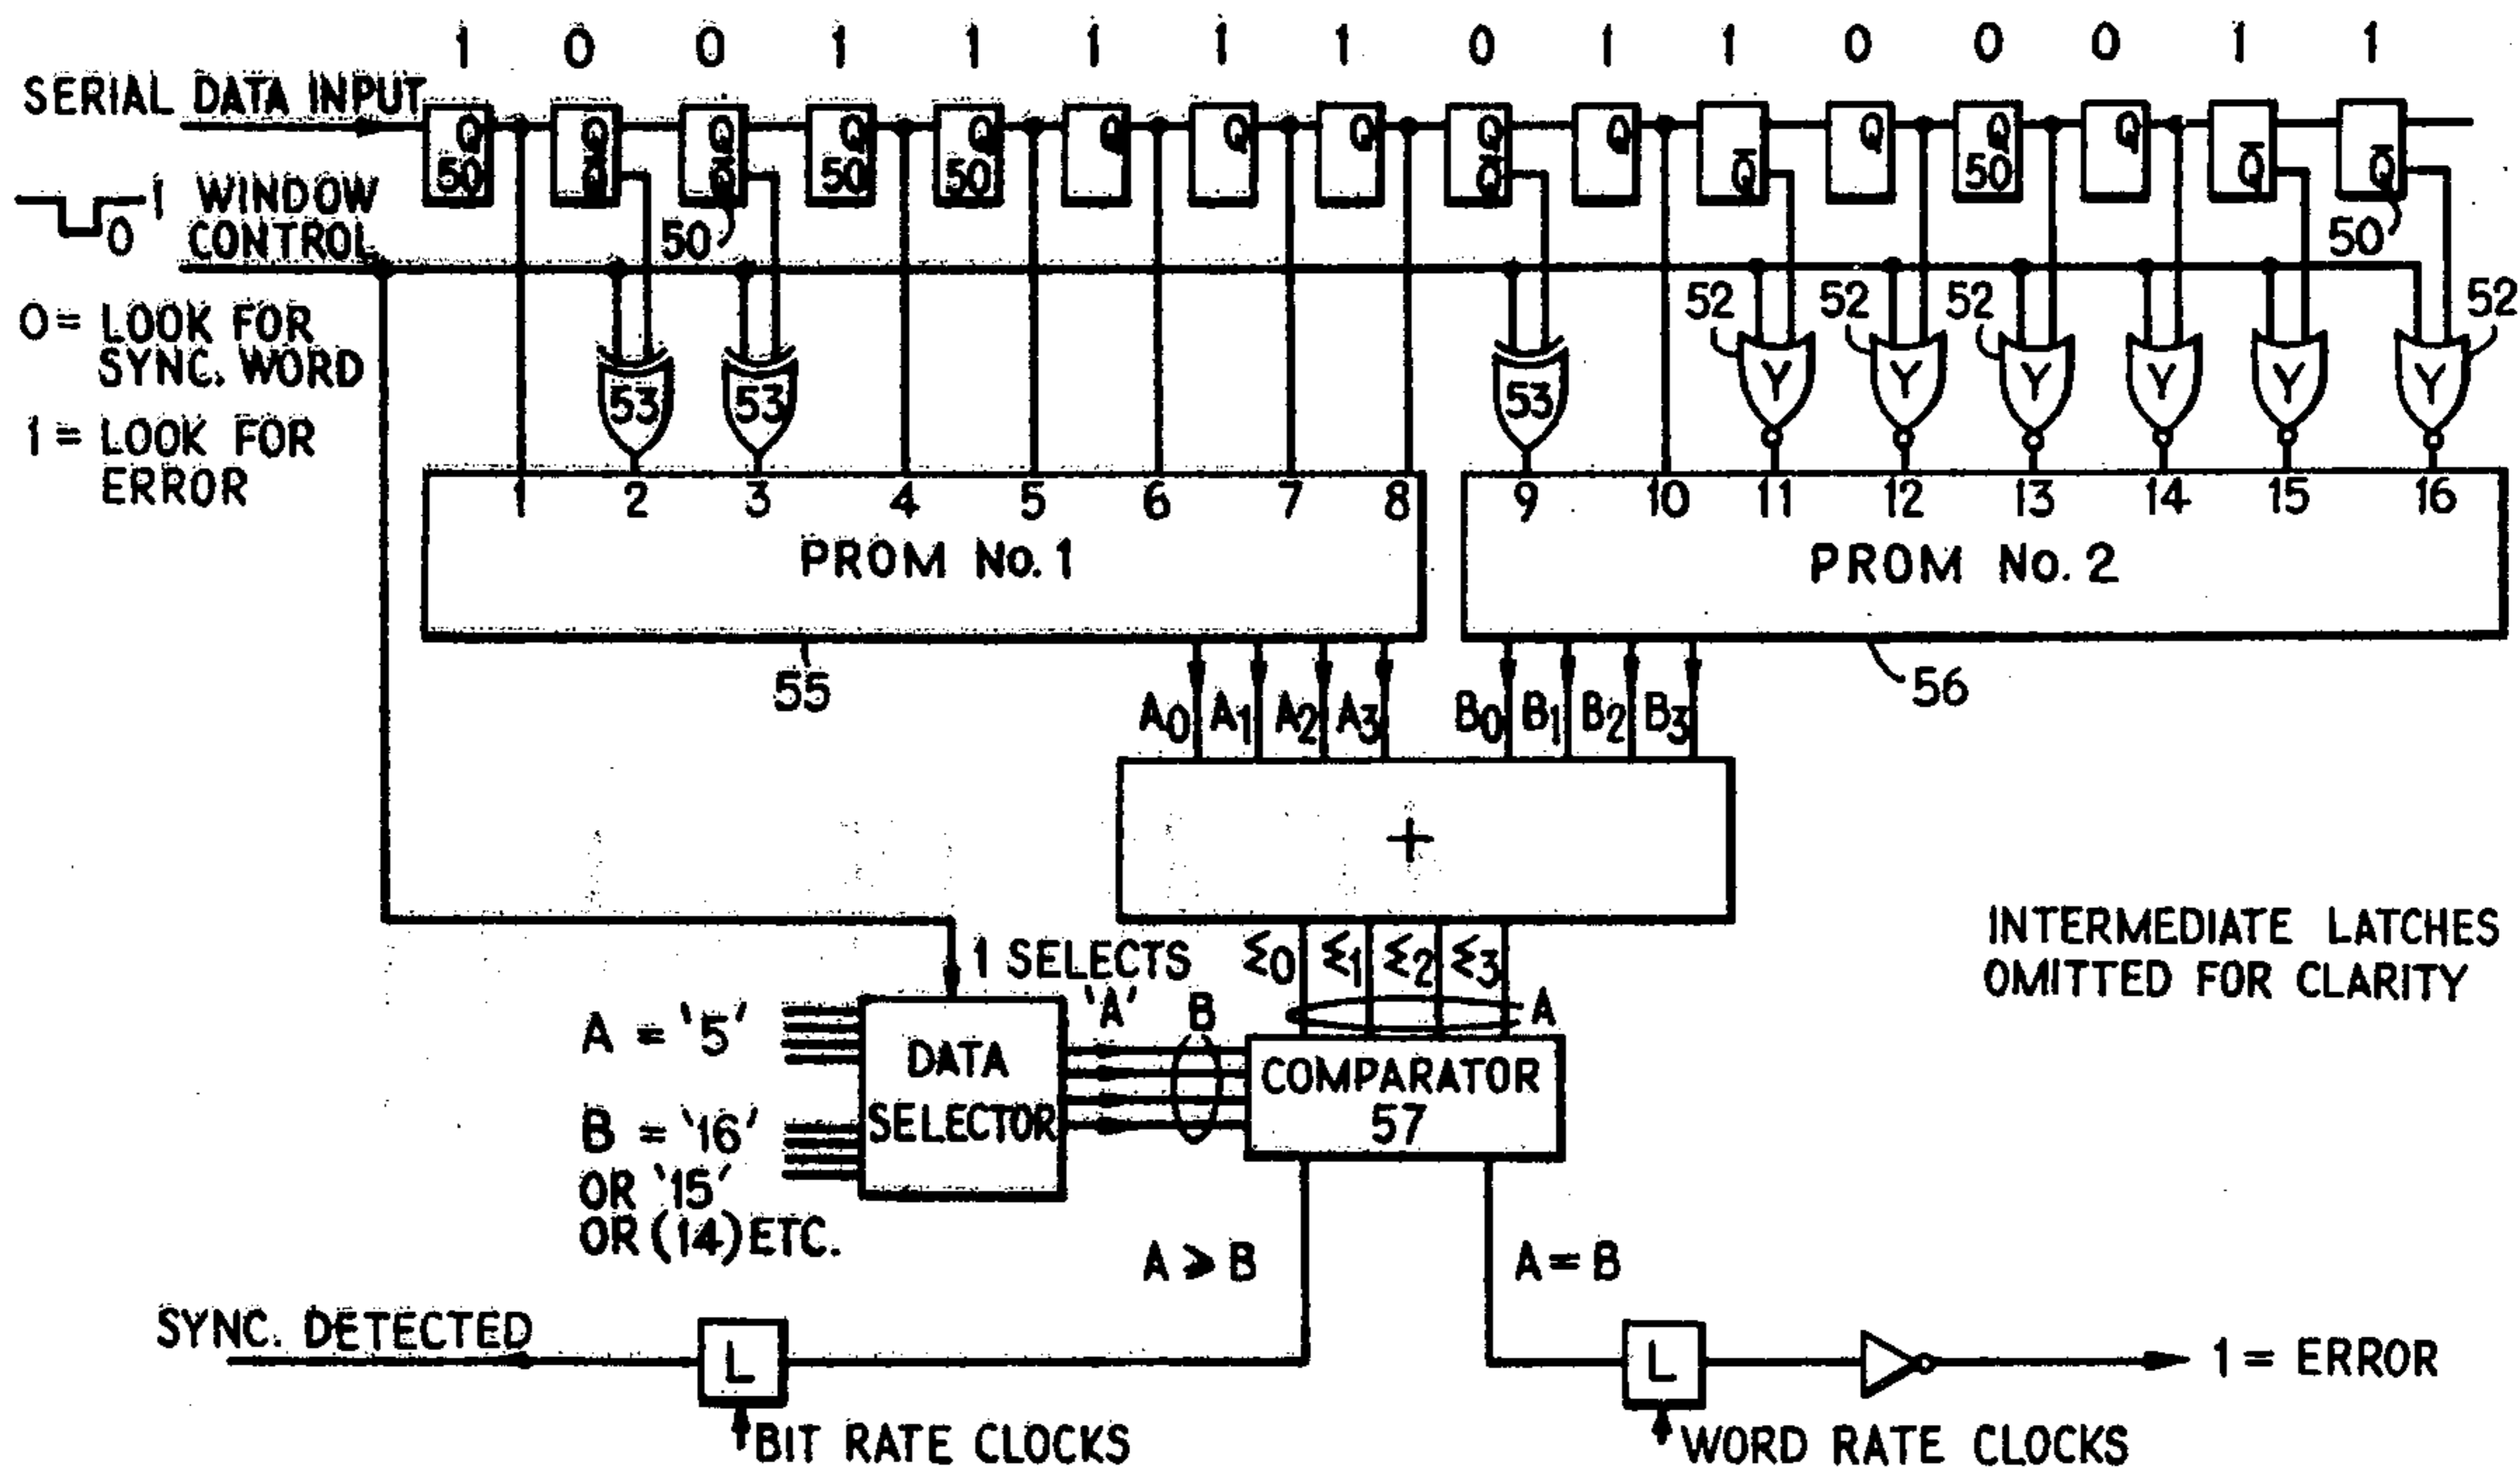 1 0 0 1 1 1 1 1 0 1 1 0 0 0 1 1
SERIAL DATA INPUT
Q Q Q Q Q Q Q Q Q Q Q Q Q
50 Q̄ Q̄ 50 50 Q̄ Q̄ 50 Q̄ Q̄
1 WINDOW
0 CONTROL
50
50
0 = LOOK FOR
SYNC. WORD
1 = LOOK FOR
ERROR
52 52 52 52
53 53 53 Y Y Y Y Y Y
1 2 3 4 5 6 7 8 9 10 11 12 13 14 15 16
PROM No. 1
PROM No. 2
55
56
A0 A1 A2 A3 B0 B1 B2 B3
+
INTERMEDIATE LATCHES
OMITTED FOR CLARITY
1 SELECTS
'A'
Σ0 Σ1 Σ2 Σ3
A
B
A = '5'
B = '16'
OR '15'
OR (14) ETC.
DATA
SELECTOR
COMPARATOR
57
A ⩾ B
A = B
SYNC. DETECTED
L
BIT RATE CLOCKS
L
WORD RATE CLOCKS
1 = ERROR